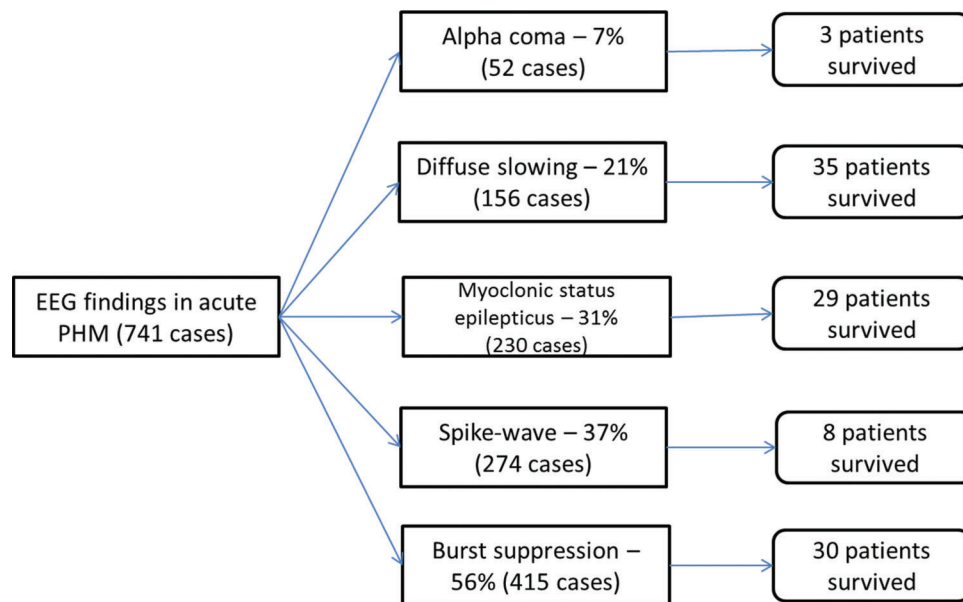 EEG findings in acute
PHM (741 cases)
Alpha coma – 7%
(52 cases)
3 patients
survived
Diffuse slowing – 21%
(156 cases)
35 patients
survived
Myoclonic status
epilepticus – 31%
(230 cases)
29 patients
survived
Spike-wave – 37%
(274 cases)
8 patients
survived
Burst suppression –
56% (415 cases)
30 patients
survived